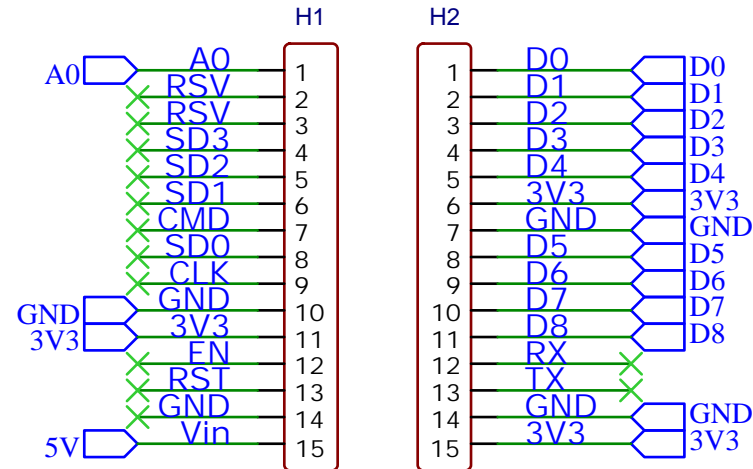 H1 H2
A0 A0 1 1 D0 D0
RSV 2 2 D1 D1
RSV 3 3 D2 D2
SD3 4 4 D3 D3
SD2 5 5 D4 D4
SD1 6 6 3V3 3V3
CMD 7 7 GND GND
SD0 8 8 D5 D5
CLK 9 9 D6 D6
GND GND 10 10 D7 D7
3V3 3V3 11 11 D8 D8
EN 12 12 RX
RST 13 13 TX
GND 14 14 GND GND
5V Vin 15 15 3V3 3V3